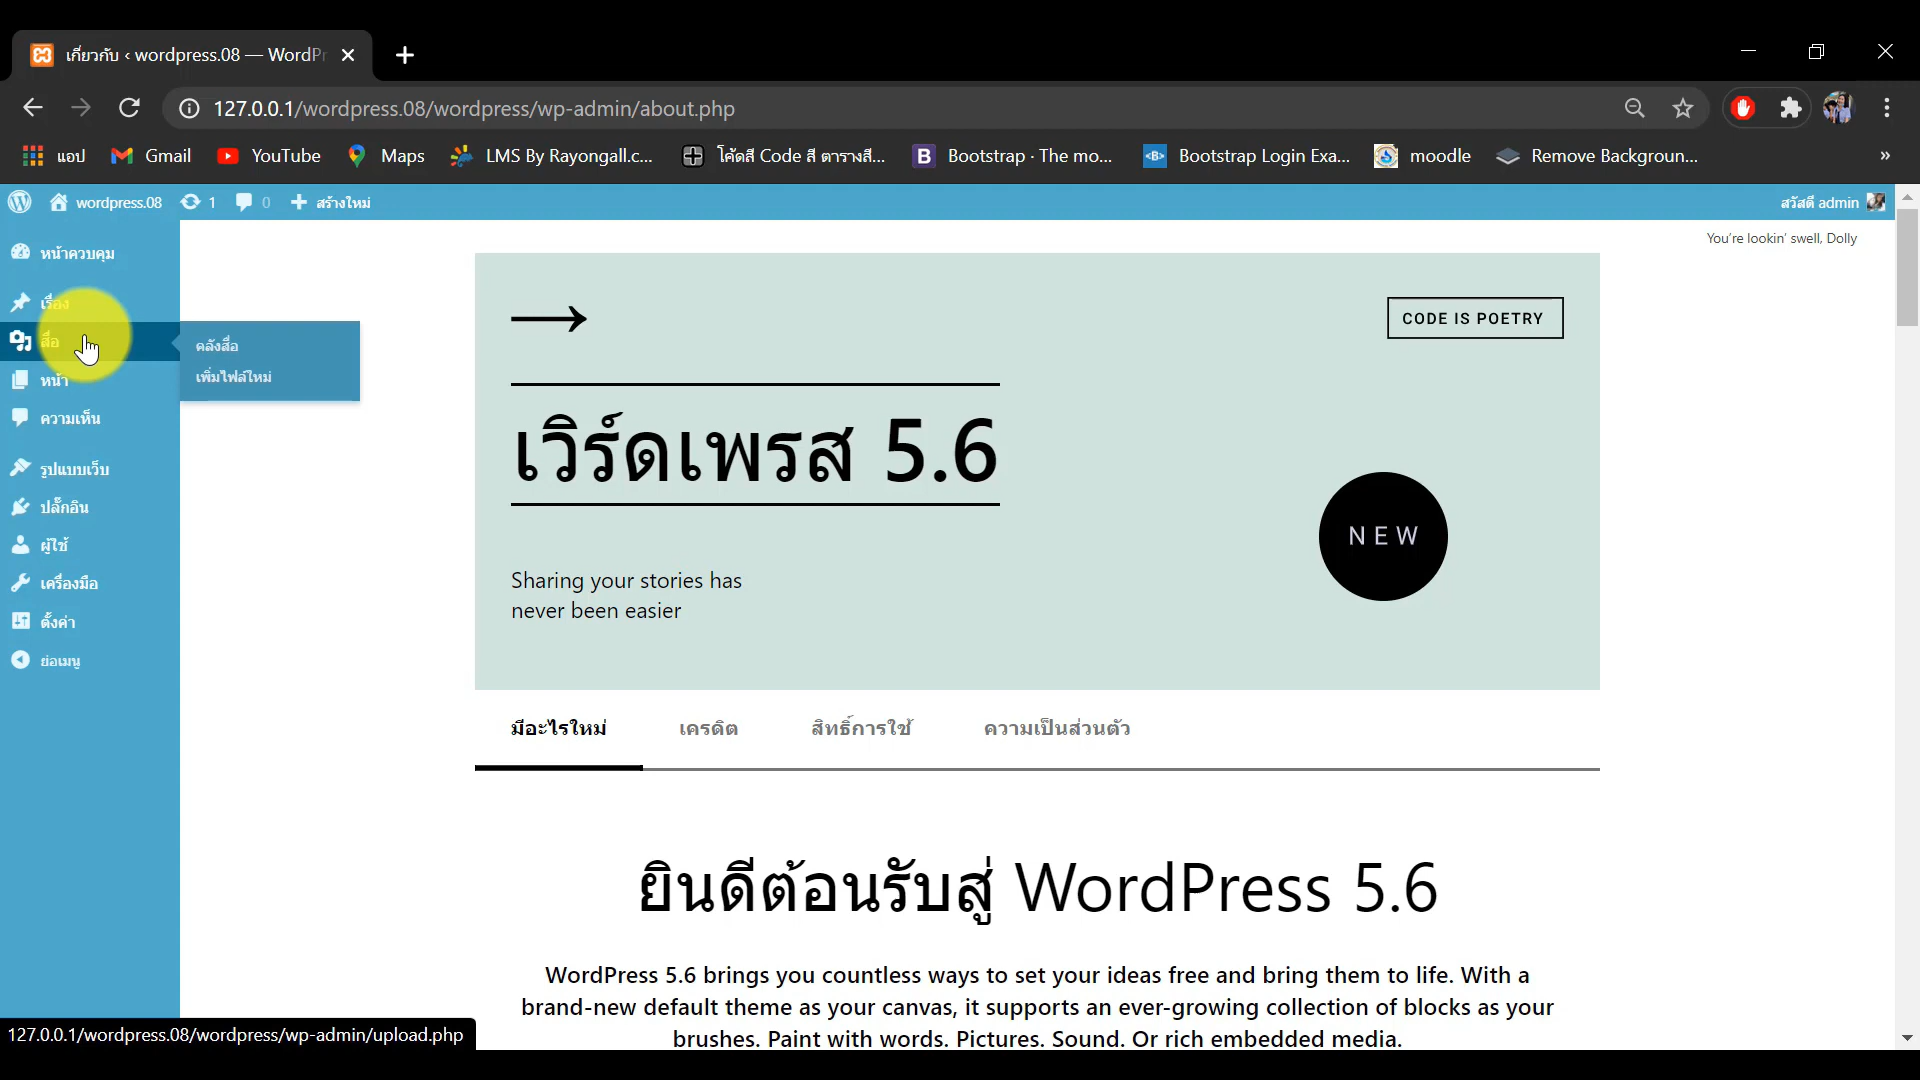 เกี่ยวกับ ‹ wordpress.08 — WordPr
127.0.0.1/wordpress.08/wordpress/wp-admin/about.php
แอป Gmail YouTube Maps LMS By Rayongall.c... โค้ดสี Code สี ตารางสี... Bootstrap · The mo... Bootstrap Login Exa... moodle Remove Backgroun... »
wordpress.08 1 0 สร้างใหม่ สวัสดี admin
You're lookin' swell, Dolly
หน้าควบคุม
เรื่อง
สื่อ
คลังสื่อ
เพิ่มไฟล์ใหม่
หน้า
ความเห็น
รูปแบบเว็บ
ปลั๊กอิน
ผู้ใช้
เครื่องมือ
ตั้งค่า
ย่อเมนู
CODE IS POETRY
เวิร์ดเพรส 5.6
NEW
Sharing your stories has
never been easier
มีอะไรใหม่ เครดิต สิทธิ์การใช้ ความเป็นส่วนตัว
ยินดีต้อนรับสู่ WordPress 5.6
WordPress 5.6 brings you countless ways to set your ideas free and bring them to life. With a
brand-new default theme as your canvas, it supports an ever-growing collection of blocks as your
brushes. Paint with words. Pictures. Sound. Or rich embedded media.
127.0.0.1/wordpress.08/wordpress/wp-admin/upload.php